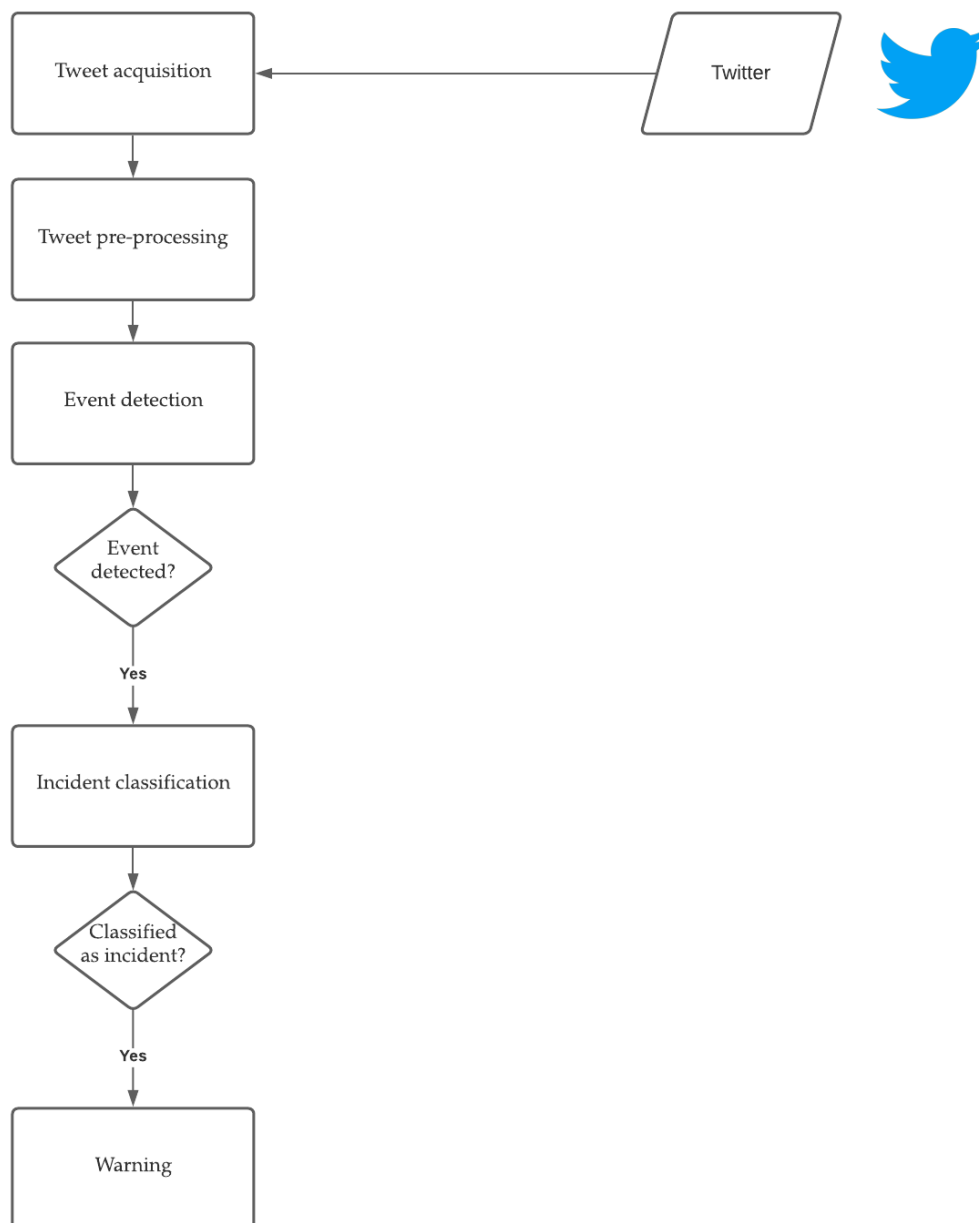 Tweet acquisition
Twitter
Tweet pre-processing
Event detection
Event
detected?
Yes
Incident classification
Classified
as incident?
Yes
Warning